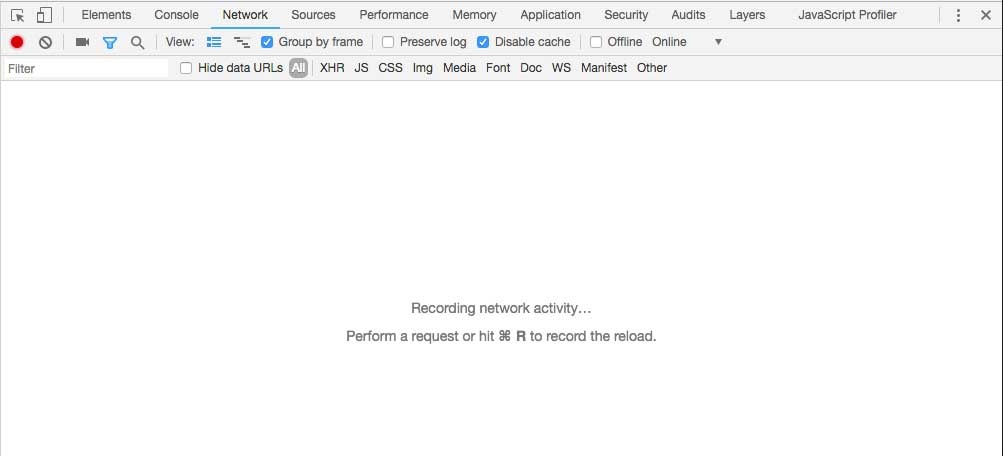 Elements Console Network Sources Performance Memory Application Security Audits Layers JavaScript Profiler
View: Group by frame Preserve log Disable cache Offline Online
Filter Hide data URLs All XHR JS CSS Img Media Font Doc WS Manifest Other
Recording network activity…
Perform a request or hit ⌘ R to record the reload.